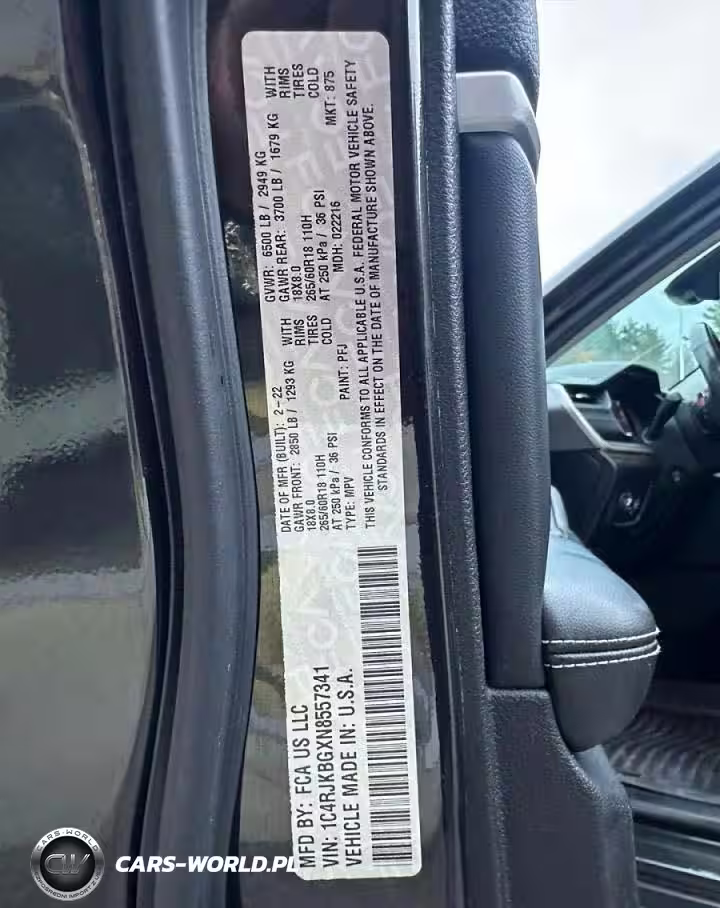 MFD BY: FCA US LLC
VIN: 1C4RJKBGXN8557341
VEHICLE MADE IN: U.S.A.
DATE OF MFR (BUILT): 2-22 GVWR: 6500 LB / 2949 KG
GAWR FRONT: 2850 LB / 1293 KG WITH GAWR REAR: 3700 LB / 1679 KG WITH
18X8.0 RIMS 18X8.0 RIMS
265/60R18 110H TIRES 265/60R18 110H TIRES
AT 250 kPa / 36 PSI COLD AT 250 kPa / 36 PSI COLD
TYPE: MPV PAINT: PFJ MDH: 022216 MKT: 875
THIS VEHICLE CONFORMS TO ALL APPLICABLE U.S.A. FEDERAL MOTOR VEHICLE SAFETY
STANDARDS IN EFFECT ON THE DATE OF MANUFACTURE SHOWN ABOVE.
CARS-WORLD
CW
CARS-WORLD.PL